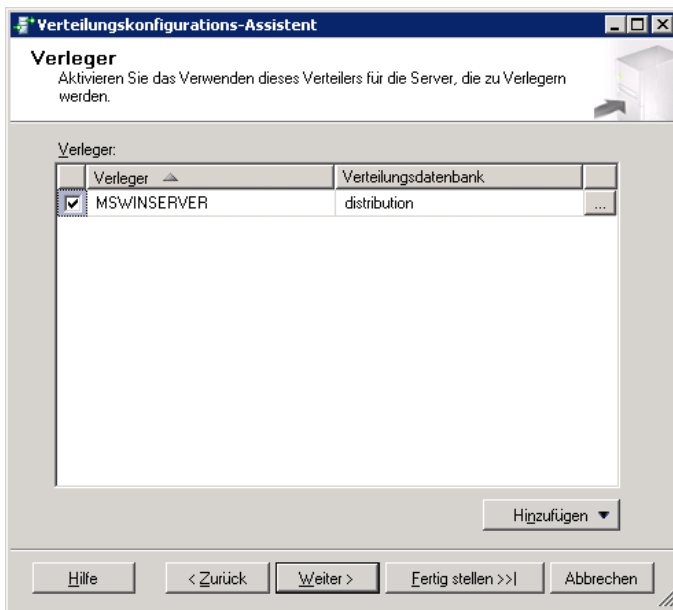 Verteilungskonfigurations-Assistent
Verleger
Aktivieren Sie das Verwenden dieses Verteilers für die Server, die zu Verlegern
werden.
Verleger:
Verleger Verteilungsdatenbank
MSWINSERVER distribution ...
Hinzufügen
Hilfe < Zurück Weiter > Fertig stellen >>| Abbrechen